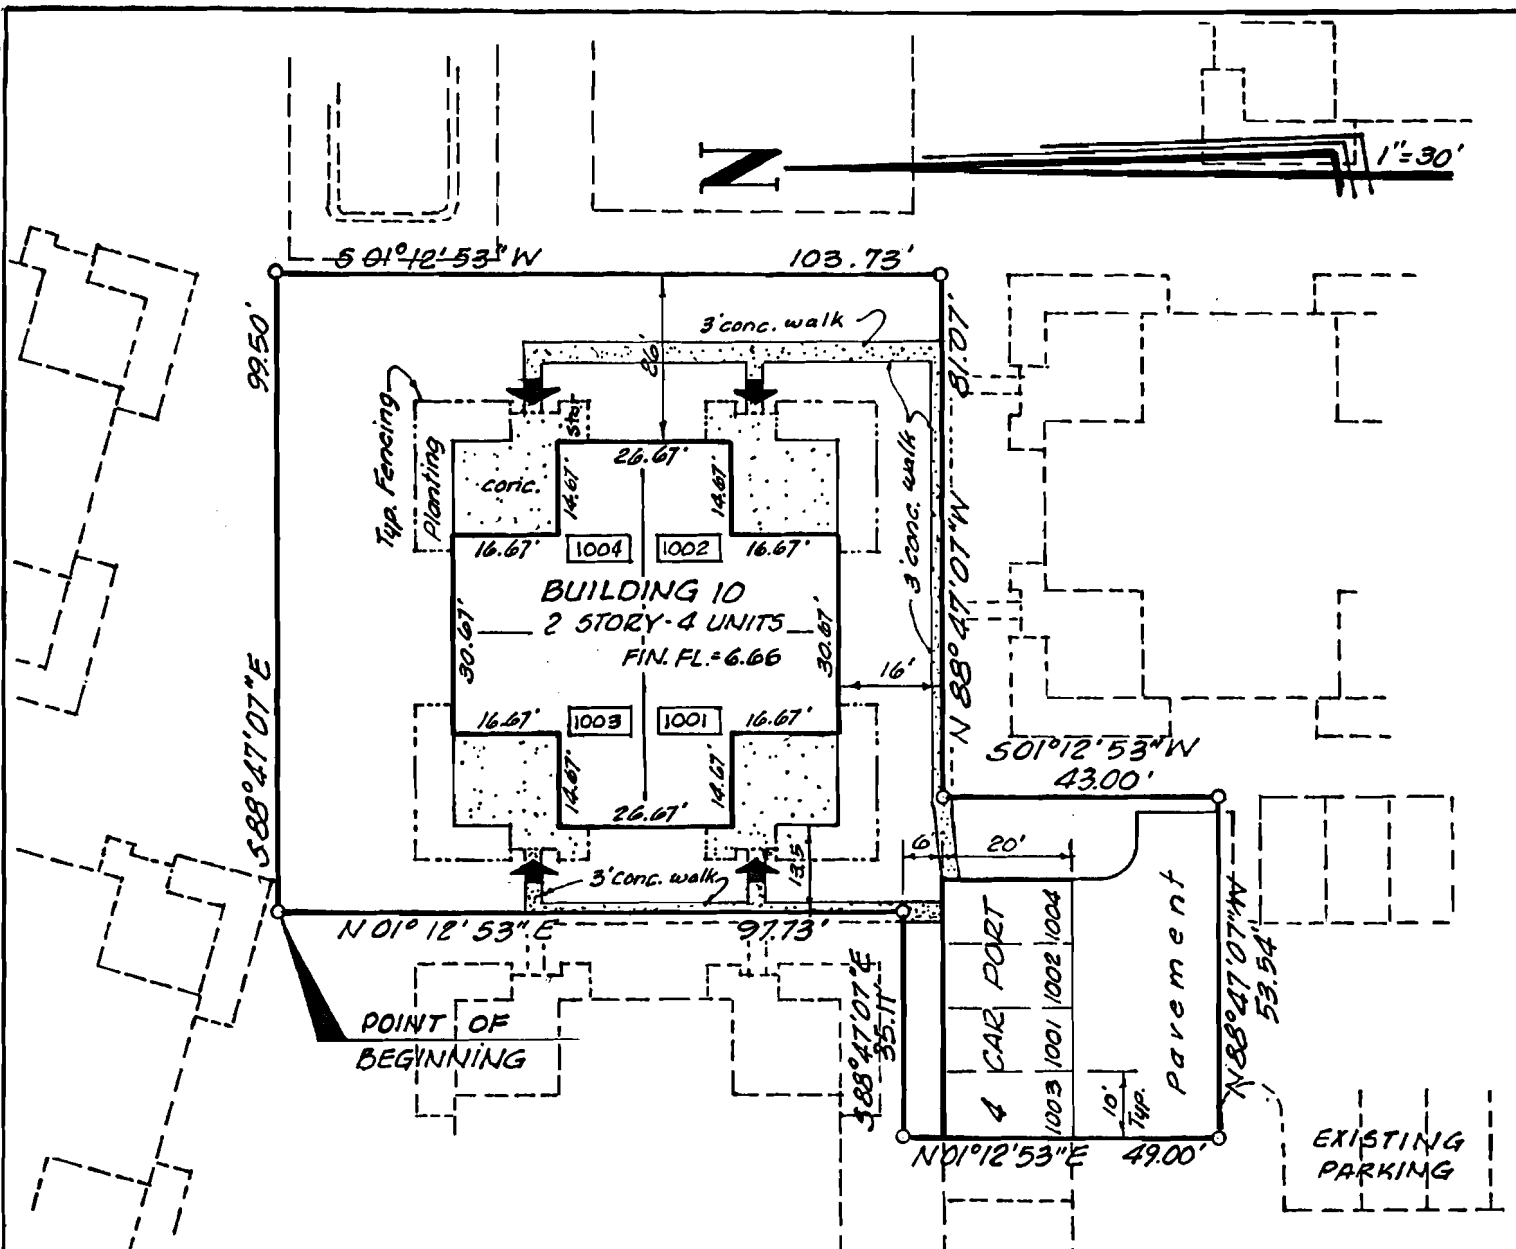 N
1"=30'
S 01°12'53" W
103.73'
99.50'
S88°47'07"E
81.07'
N 88°47'07"W
3' conc. walk
26'
3' conc. walk
Typ. Fencing
Planting
Stor
conc.
26.67'
14.67'
14.67'
16.67'
1004
1002
16.67'
BUILDING 10
2 STORY-4 UNITS
FIN. FL.=6.66
30.67'
30.67'
16'
16.67'
1003
1001
16.67'
14.67'
14.67'
26.67'
13.5
3' conc. walk
S01°12'53"W
43.00'
6'
20'
N 01° 12' 53" E
97.73'
POINT OF
BEGINNING
S88°47'07"E
35.11'
4 CAR PORT
1003 1001 1002 1004
10'
Typ.
Pavement
N88°47'07"W
53.54'
N01°12'53"E
49.00'
EXISTING
PARKING